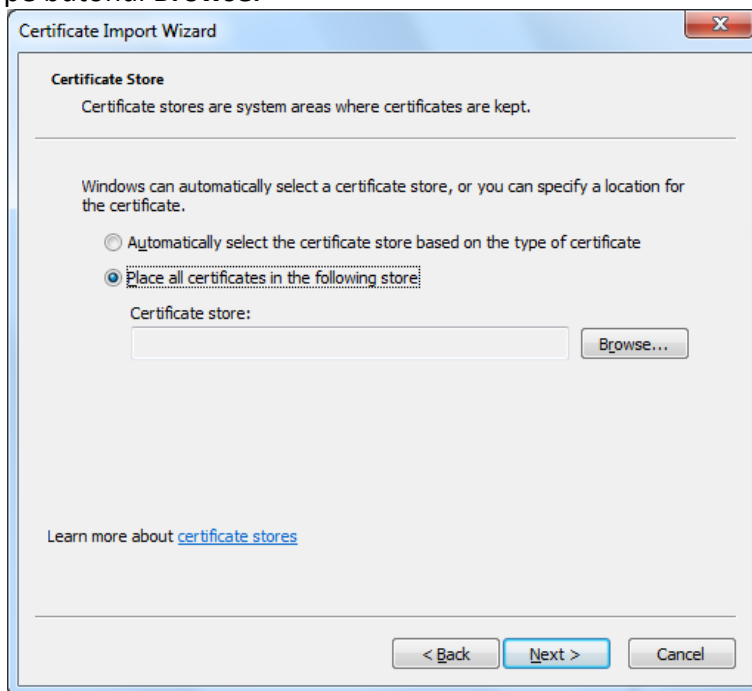 pe butonul Browse.
Certificate Import Wizard
Certificate Store
Certificate stores are system areas where certificates are kept.
Windows can automatically select a certificate store, or you can specify a location for
the certificate.
Automatically select the certificate store based on the type of certificate
Place all certificates in the following store
Certificate store:
Browse...
Learn more about certificate stores
< Back
Next >
Cancel